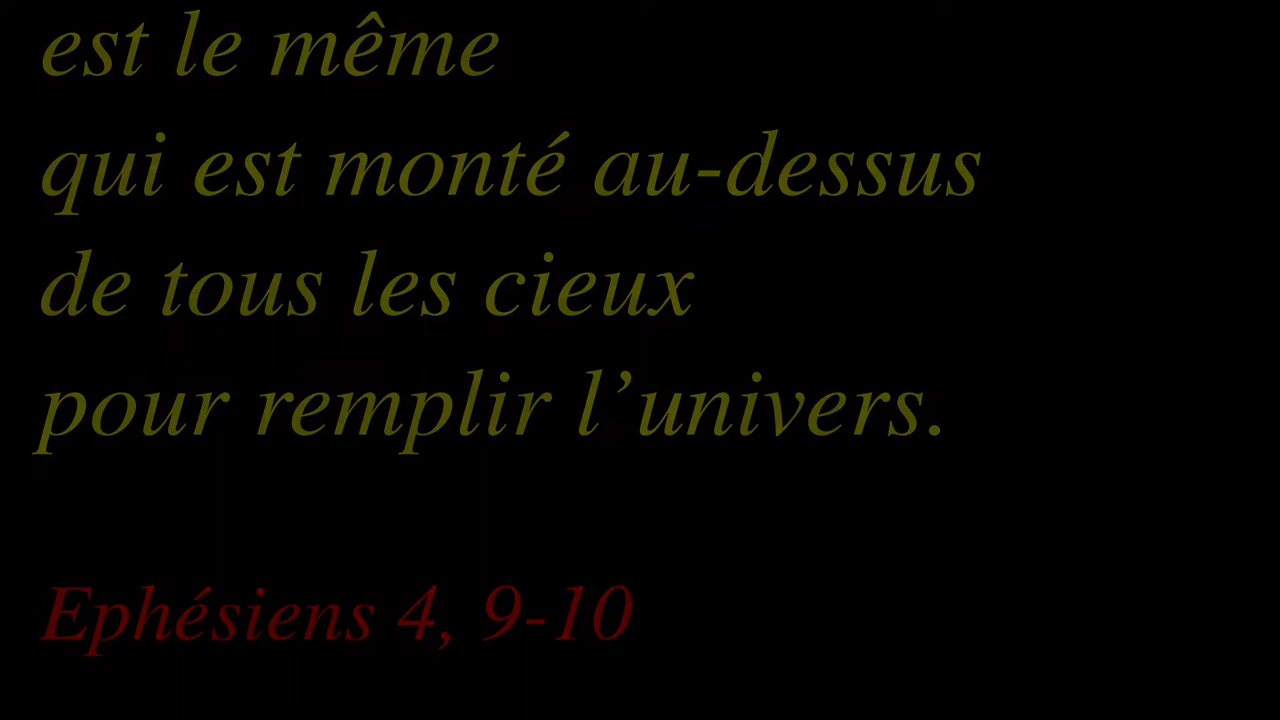 est le même
qui est monté au-dessus
de tous les cieux
pour remplir l’univers.
Ephésiens 4, 9-10